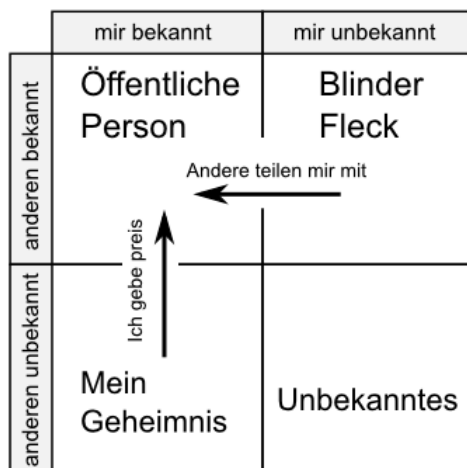 mir bekannt
mir unbekannt
anderen bekannt
Öffentliche
Person
Blinder
Fleck
Andere teilen mir mit
Ich gebe preis
anderen unbekannt
Mein
Geheimnis
Unbekanntes